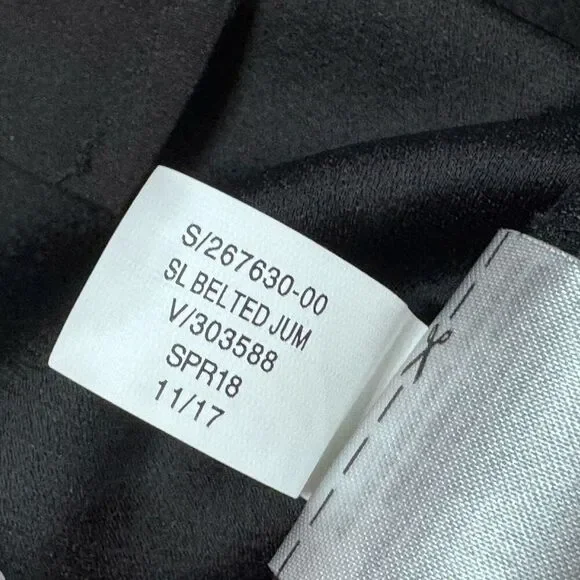 S/267630-00
SL BELTED JUM
V/303588
SPR18
11/17